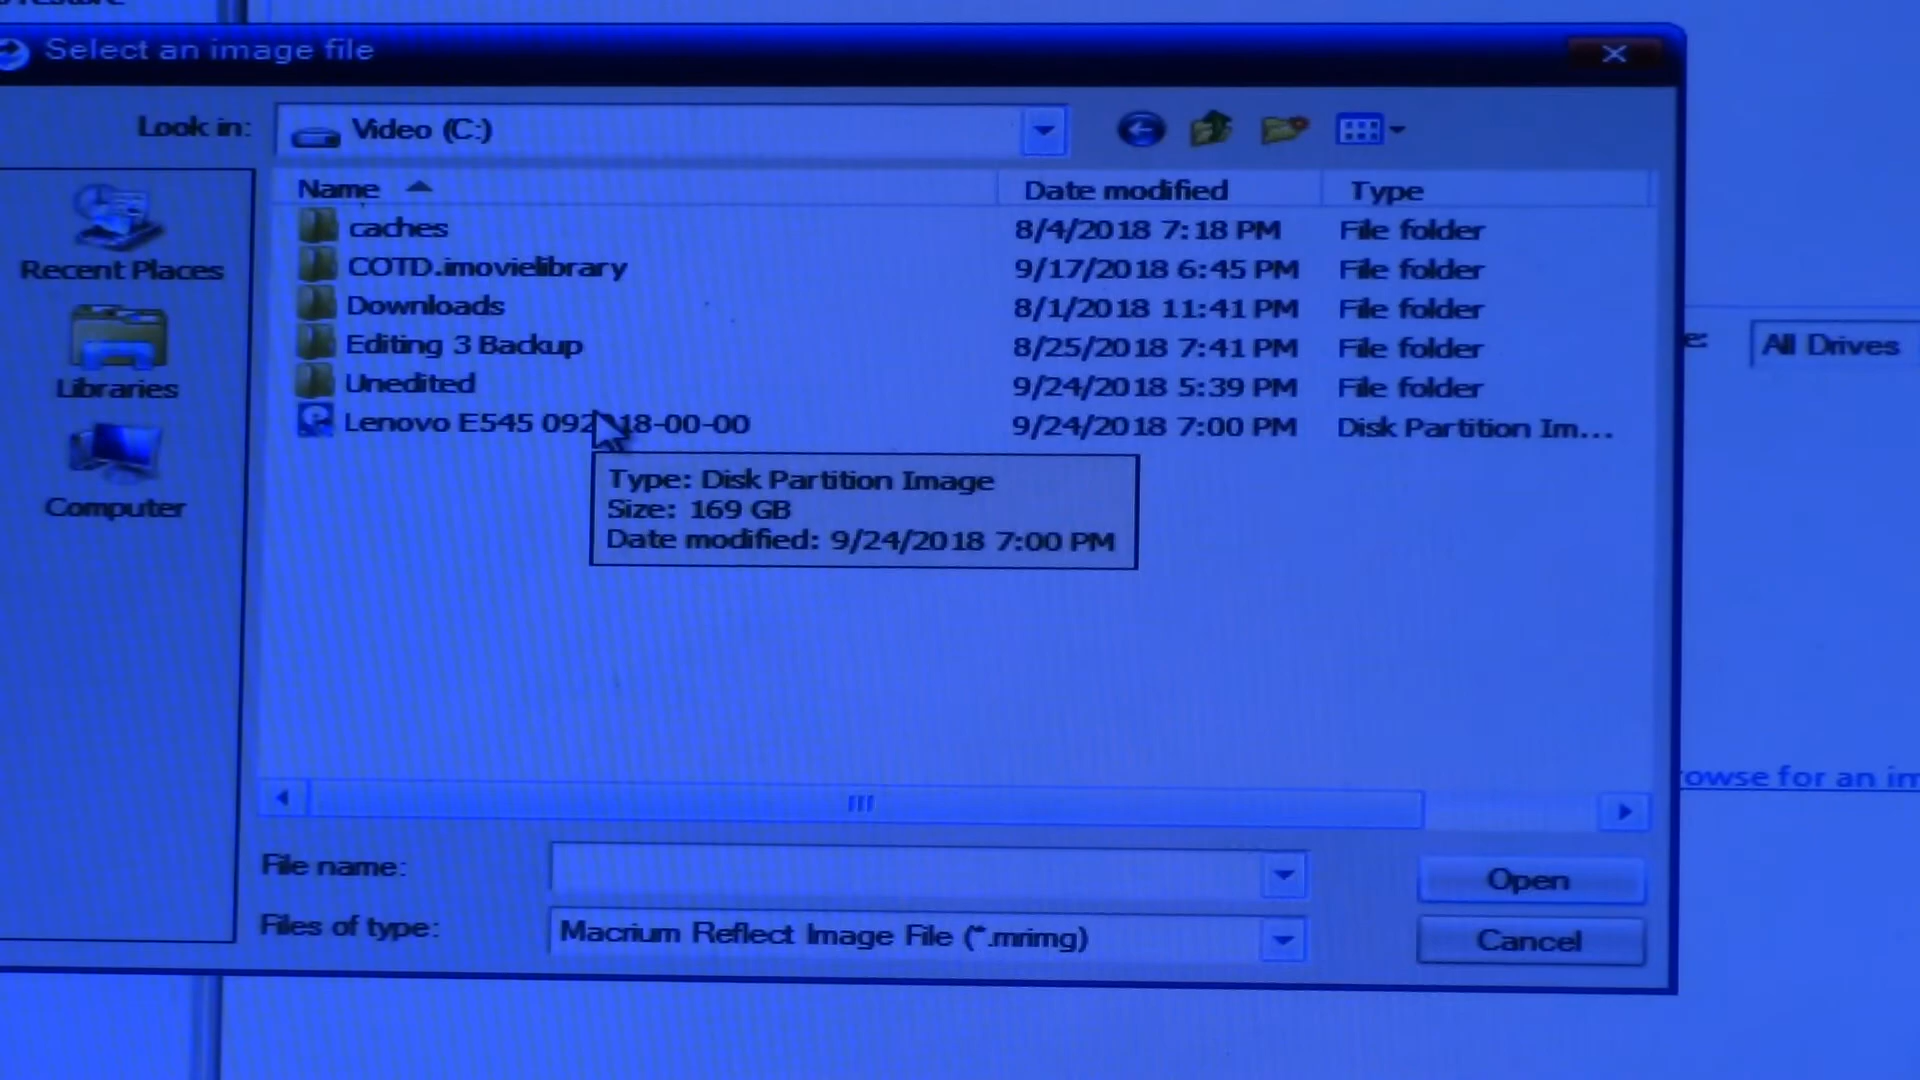 Select an image file
Look in: Video (C:)
Name Date modified Type
caches 8/4/2018 7:18 PM File folder
COTD.imovielibrary 9/17/2018 6:45 PM File folder
Downloads 8/1/2018 11:41 PM File folder
Editing 3 Backup 8/25/2018 7:41 PM File folder
Unedited 9/24/2018 5:39 PM File folder
Lenovo E545 092 18-00-00 9/24/2018 7:00 PM Disk Partition Im...
Type: Disk Partition Image
Size: 169 GB
Date modified: 9/24/2018 7:00 PM
Recent Places
Libraries
Computer
All Drives
owse for an im
File name:
Open
Files of type: Macrium Reflect Image File (*.mrimg)
Cancel